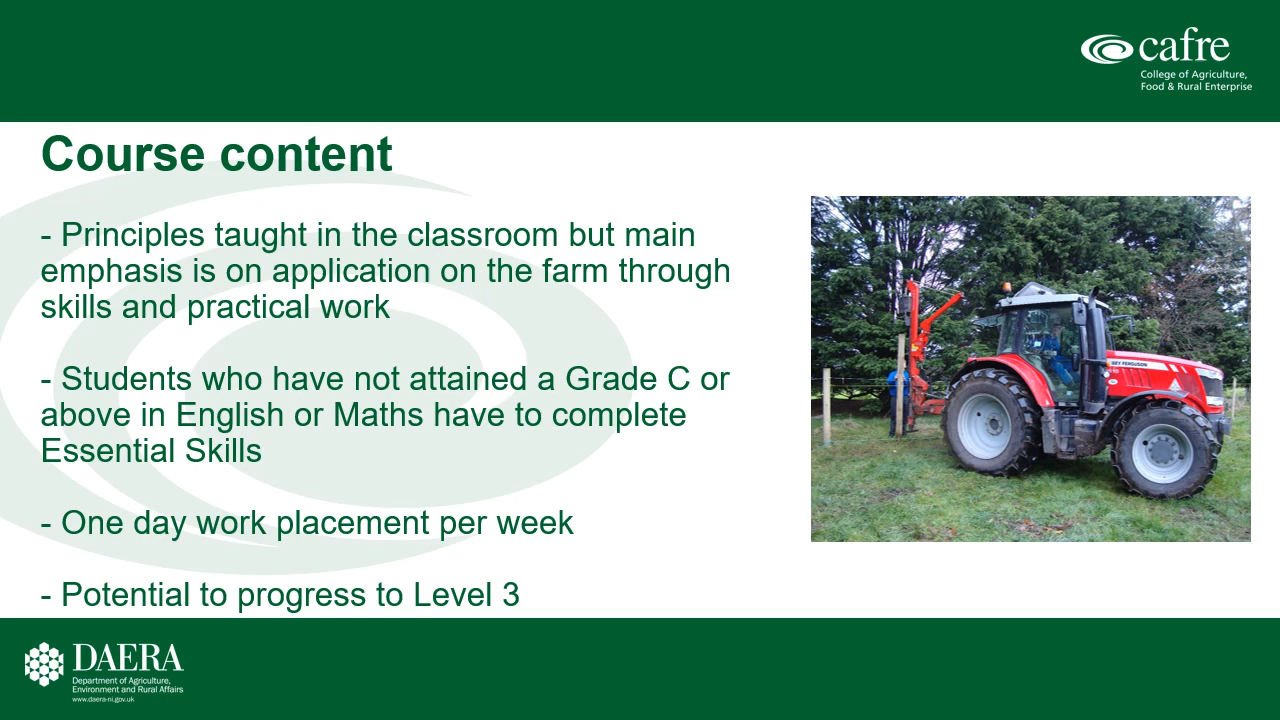 cafre
College of Agriculture,
Food & Rural Enterprise
Course content
- Principles taught in the classroom but main
emphasis is on application on the farm through
skills and practical work
- Students who have not attained a Grade C or
above in English or Maths have to complete
Essential Skills
- One day work placement per week
- Potential to progress to Level 3
EY FERGUSON
DAERA
Department of Agriculture,
Environment and Rural Affairs
www.daera-ni.gov.uk